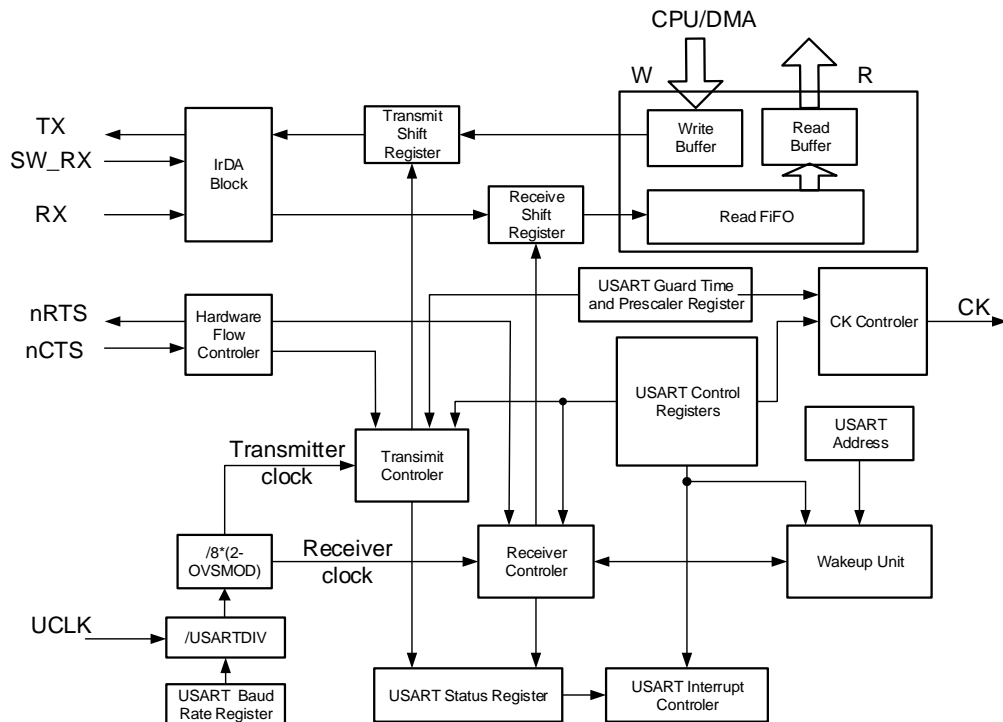 CPU/DMA
W
R
TX
SW_RX
RX
IrDA
Block
Transmit
Shift
Register
Write
Buffer
Read
Buffer
Receive
Shift
Register
Read FiFO
nRTS
nCTS
Hardware
Flow
Controler
USART Guard Time
and Prescaler Register
CK Controler
CK
USART Control
Registers
USART
Address
Transmitter
clock
Transimit
Controler
/8*(2-
OVSMOD)
Receiver
clock
Receiver
Controler
Wakeup Unit
UCLK
/USARTDIV
USART Baud
Rate Register
USART Status Register
USART Interrupt
Controler